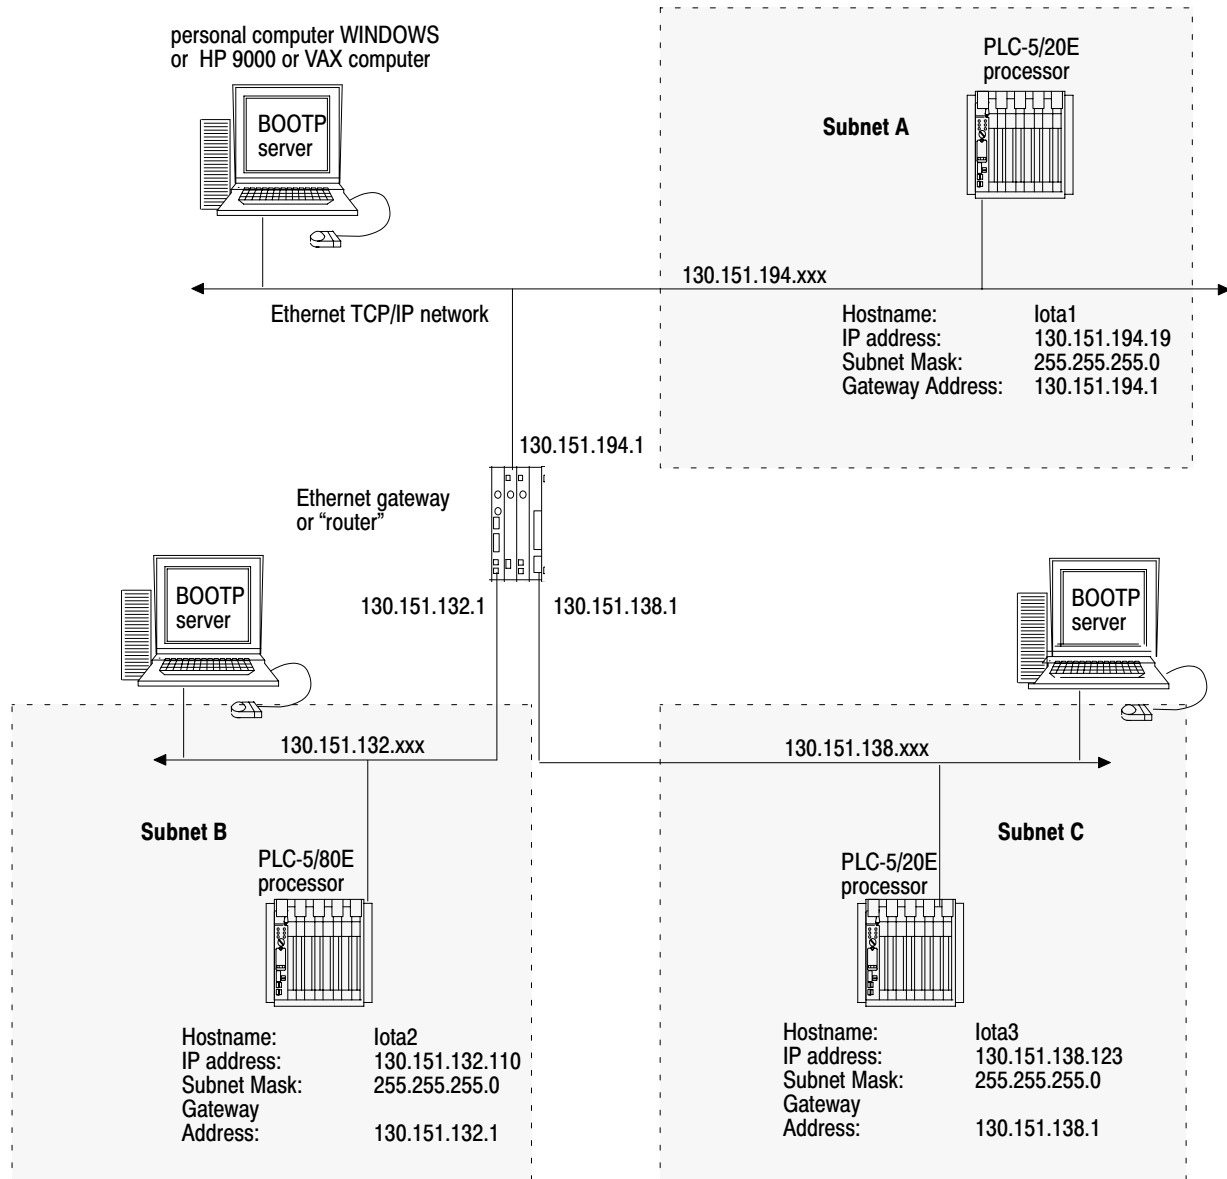 personal computer WINDOWS
or HP 9000 or VAX computer
BOOTP
server
PLC-5/20E
processor
Subnet A
130.151.194.xxx
Ethernet TCP/IP network
Hostname: Iota1
IP address: 130.151.194.19
Subnet Mask: 255.255.255.0
Gateway Address: 130.151.194.1
130.151.194.1
Ethernet gateway
or “router”
130.151.132.1
130.151.138.1
BOOTP
server
BOOTP
server
130.151.132.xxx
130.151.138.xxx
Subnet B
PLC-5/80E
processor
Hostname: Iota2
IP address: 130.151.132.110
Subnet Mask: 255.255.255.0
Gateway
Address: 130.151.132.1
Subnet C
PLC-5/20E
processor
Hostname: Iota3
IP address: 130.151.138.123
Subnet Mask: 255.255.255.0
Gateway
Address: 130.151.138.1